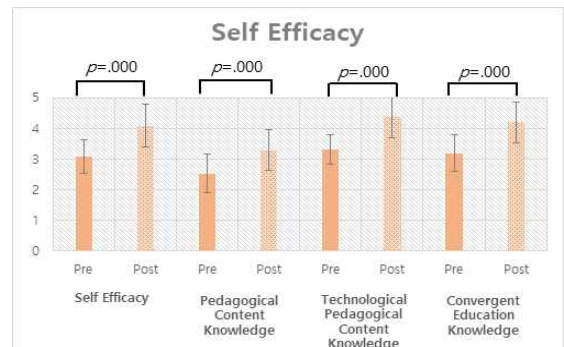 Self Efficacy
p=.000 p=.000 p=.000 p=.000
5
4
3
2
1
0
Pre Post Pre Post Pre Post Pre Post
Self Efficacy
Pedagogical
Content
Knowledge
Technological
Pedagogical
Content
Knowledge
Convergent
Education
Knowledge